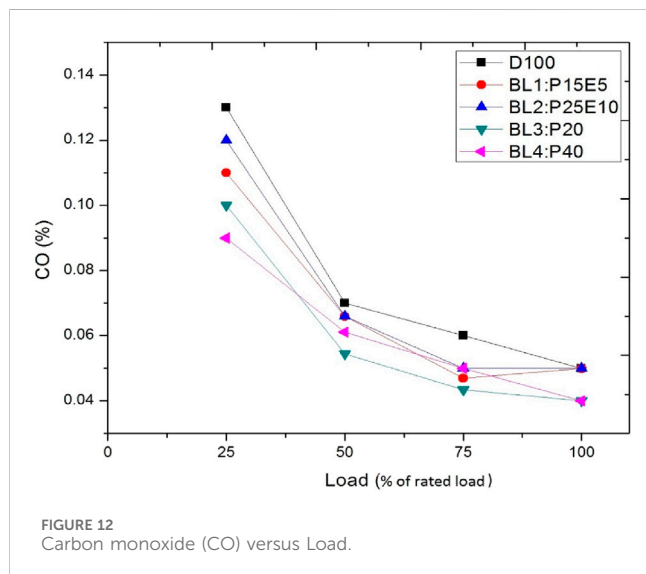 D100
BL1:P15E5
BL2:P25E10
BL3:P20
BL4:P40
0.14
0.12
0.10
0.08
0.06
0.04
CO (%)
0
25
50
75
100
Load (% of rated load)
FIGURE 12
Carbon monoxide (CO) versus Load.